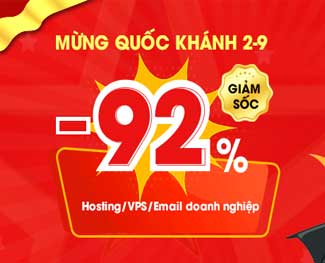 MỪNG QUỐC KHÁNH 2-9
GIẢM
SỐC
-92%
Hosting/VPS/Email doanh nghiệp